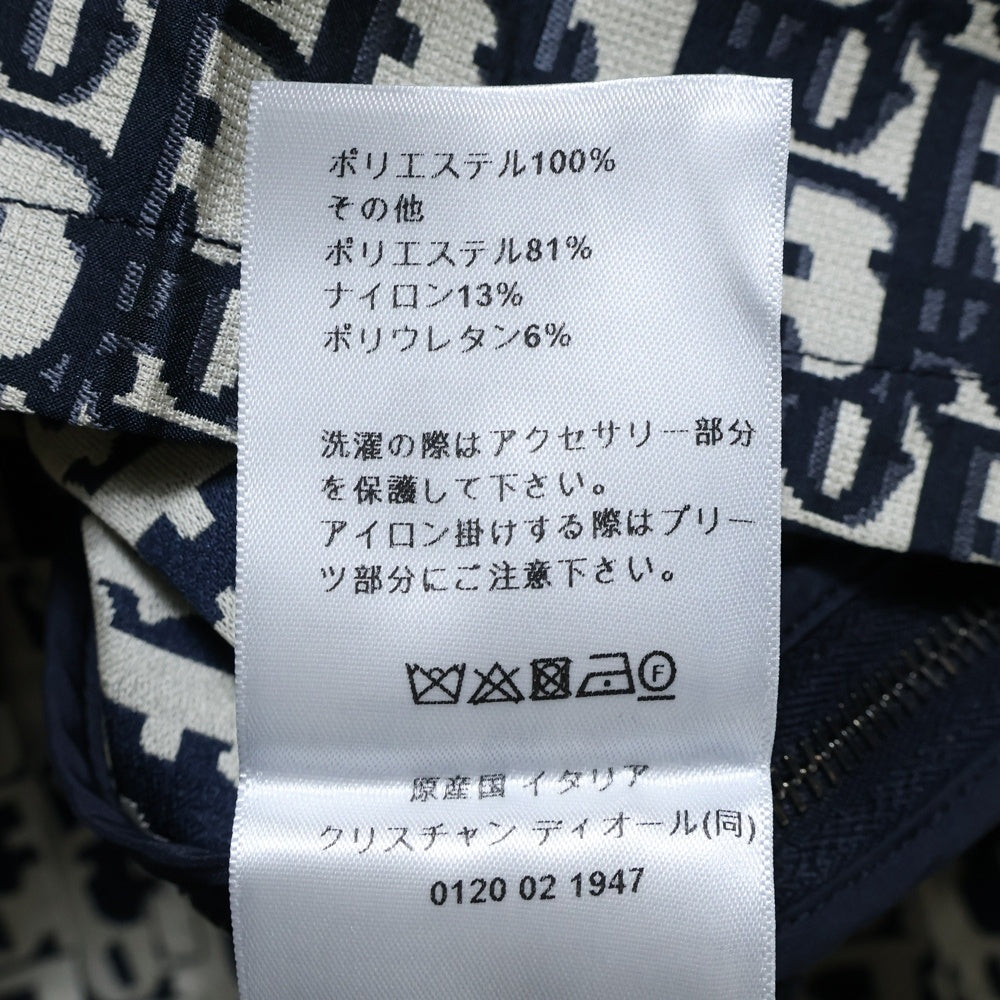 ポリエステル100%
その他
ポリエステル81%
ナイロン13%
ポリウレタン6%
洗濯の際はアクセサリー部分
を保護して下さい。
アイロン掛けする際はプリー
ツ部分にご注意下さい。
F
原産国 イタリア
クリスチャン ディオール(同)
0120 02 1947